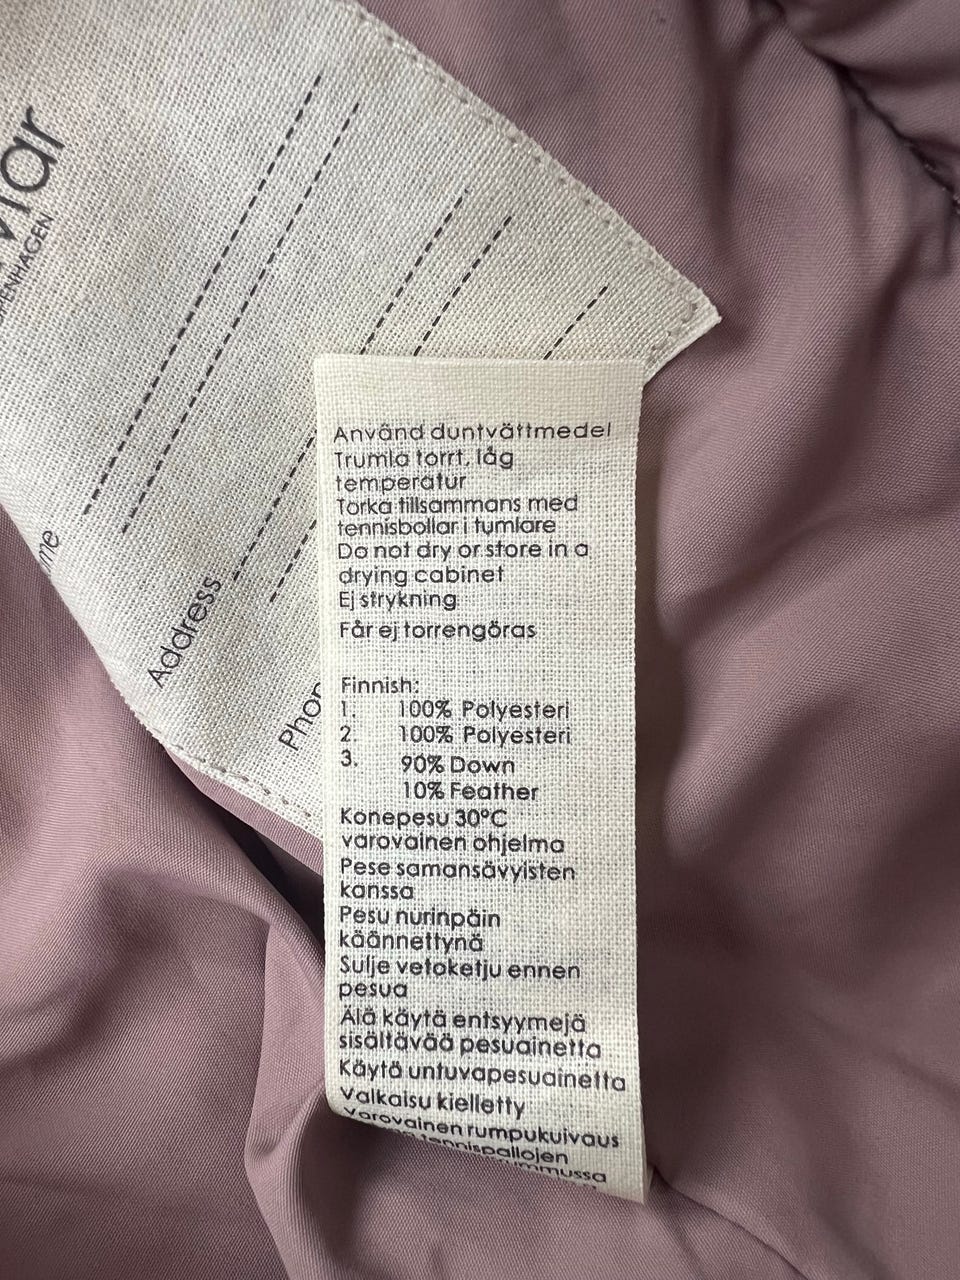 Address
Använd duntvättmedel
Trumla torrt, låg
temperatur
Torka tillsammans med
tennisbollar i tumlare
Do not dry or store in a
drying cabinet
Ej strykning
Får ej torrengöras
Finnish:
1. 100% Polyesteri
2. 100% Polyesteri
3. 90% Down
10% Feather
Konepesu 30°C
varovainen ohjelma
Pese samansävyisten
kanssa
Pesu nurinpäin
käännettynä
Sulje vetoketju ennen
pesua
Älä käytä entsyymejä
sisältävää pesuainetta
Käytä untuvapesuainetta
Valkaisu kielletty
Varovainen rumpukuivaus
tennispallojen